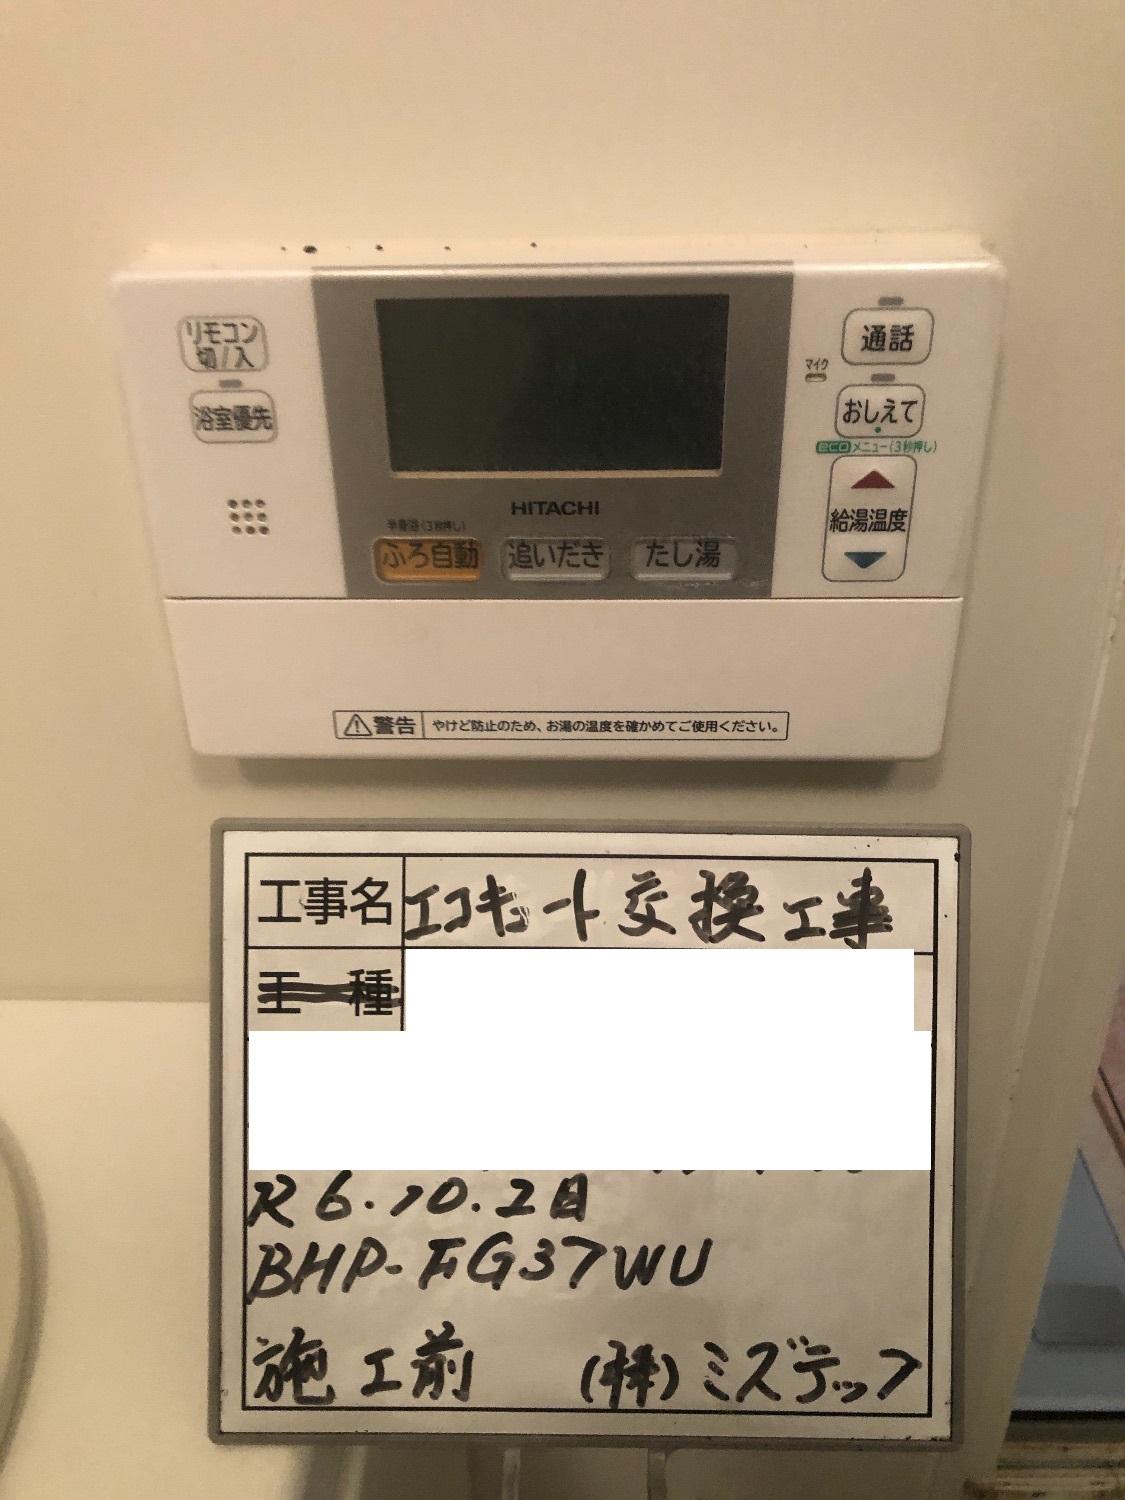 リモコン
切/入
浴室優先
通話
マイク
おしえて
ecoメニュー(3秒押し)
給湯温度
HITACHI
半身浴(3秒押し)
ふろ自動 追いだき たし湯
警告 やけど防止のため、お湯の温度を確かめてご使用ください。
工事名 エコキュート交換工事
工種
R6.10.2日
BHP-FG37WU
施工前 (株)ミズテック